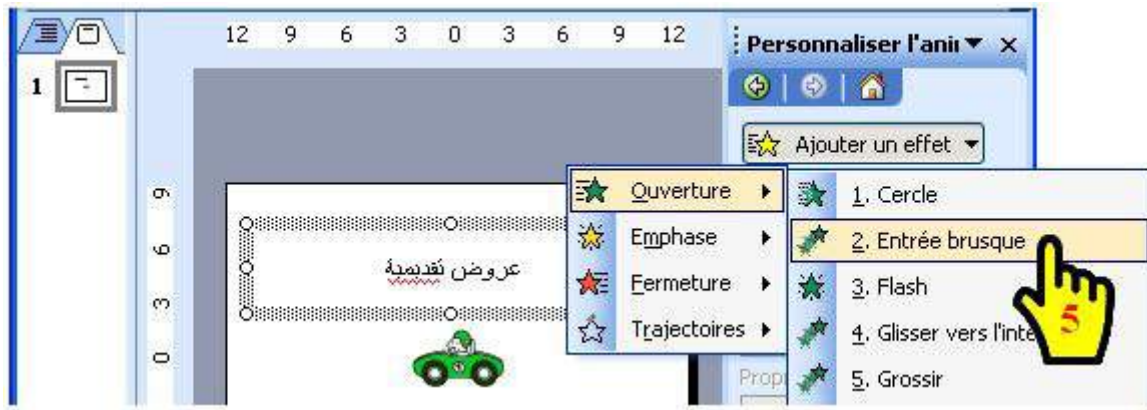 12 9 6 3 0 3 6 9 12
Personnaliser l'anir
1
Ajouter un effet
Ouverture
1. Cercle
9
6
Emphase
2. Entrée brusque
عروض تقديمية
Fermeture
3. Flash
3
5
Trajectoires
4. Glisser vers l'inte
0
Propr
5. Grossir